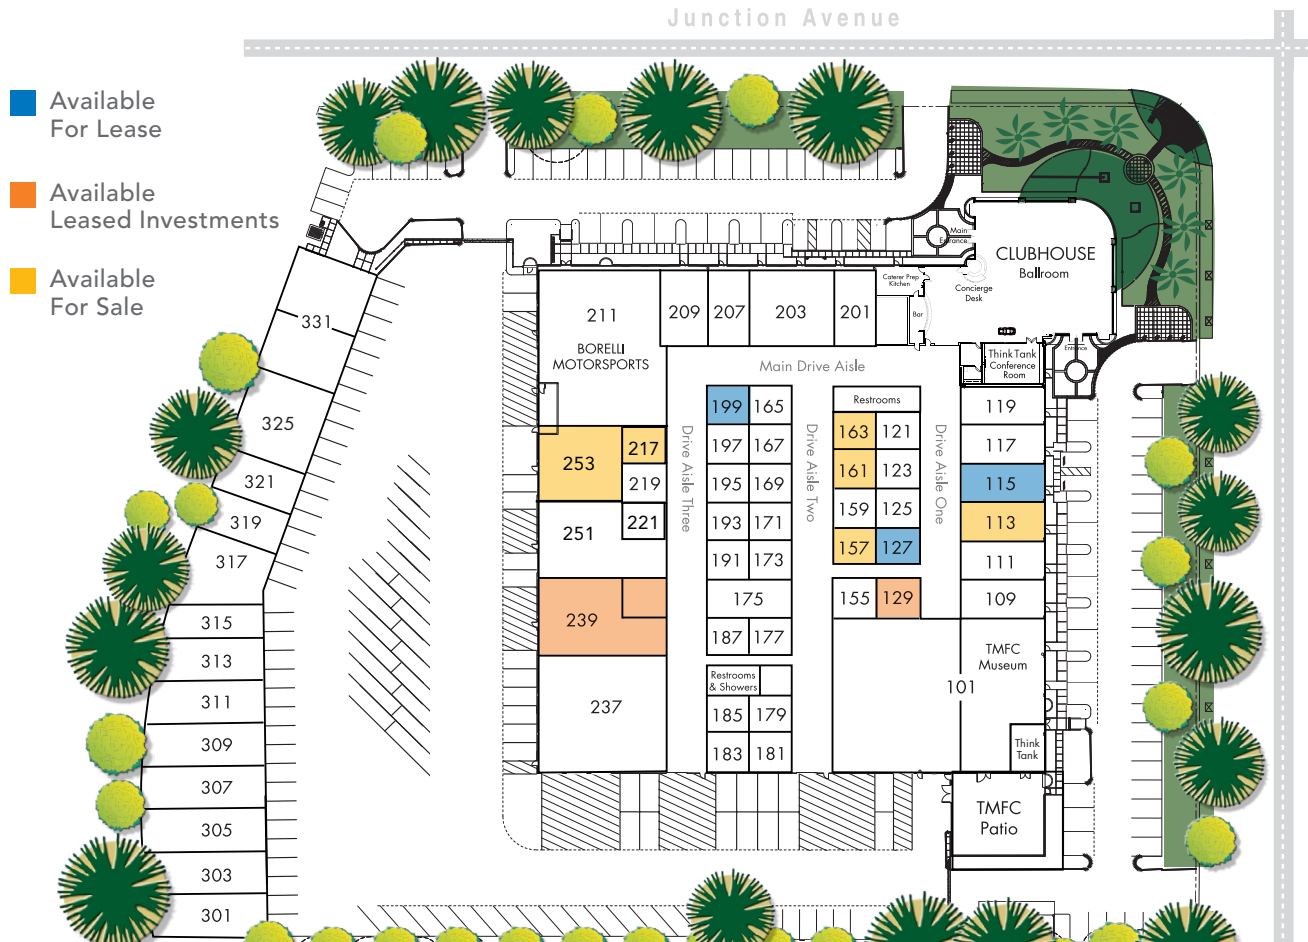 Junction Avenue
Available
For Lease
Available
Leased Investments
Available
For Sale
Main
Entrance
CLUBHOUSE
Ballroom
Caterer Prep
Kitchen
Concierge
Desk
Bar
331
211
209
207
203
201
BORELLI
MOTORSPORTS
Main Drive Aisle
Think Tank
Conference
Room
Entrance
325
199
165
Restrooms
119
163
121
197
167
117
253
217
Drive Aisle Three
Drive Aisle Two
Drive Aisle One
161
123
321
219
195
169
115
159
125
319
251
221
193
171
113
157
127
317
191
173
111
315
239
175
155
129
109
313
187
177
TMFC
Museum
Restrooms
& Showers
101
311
237
185
179
309
183
181
Think
Tank
307
TMFC
Patio
305
303
301